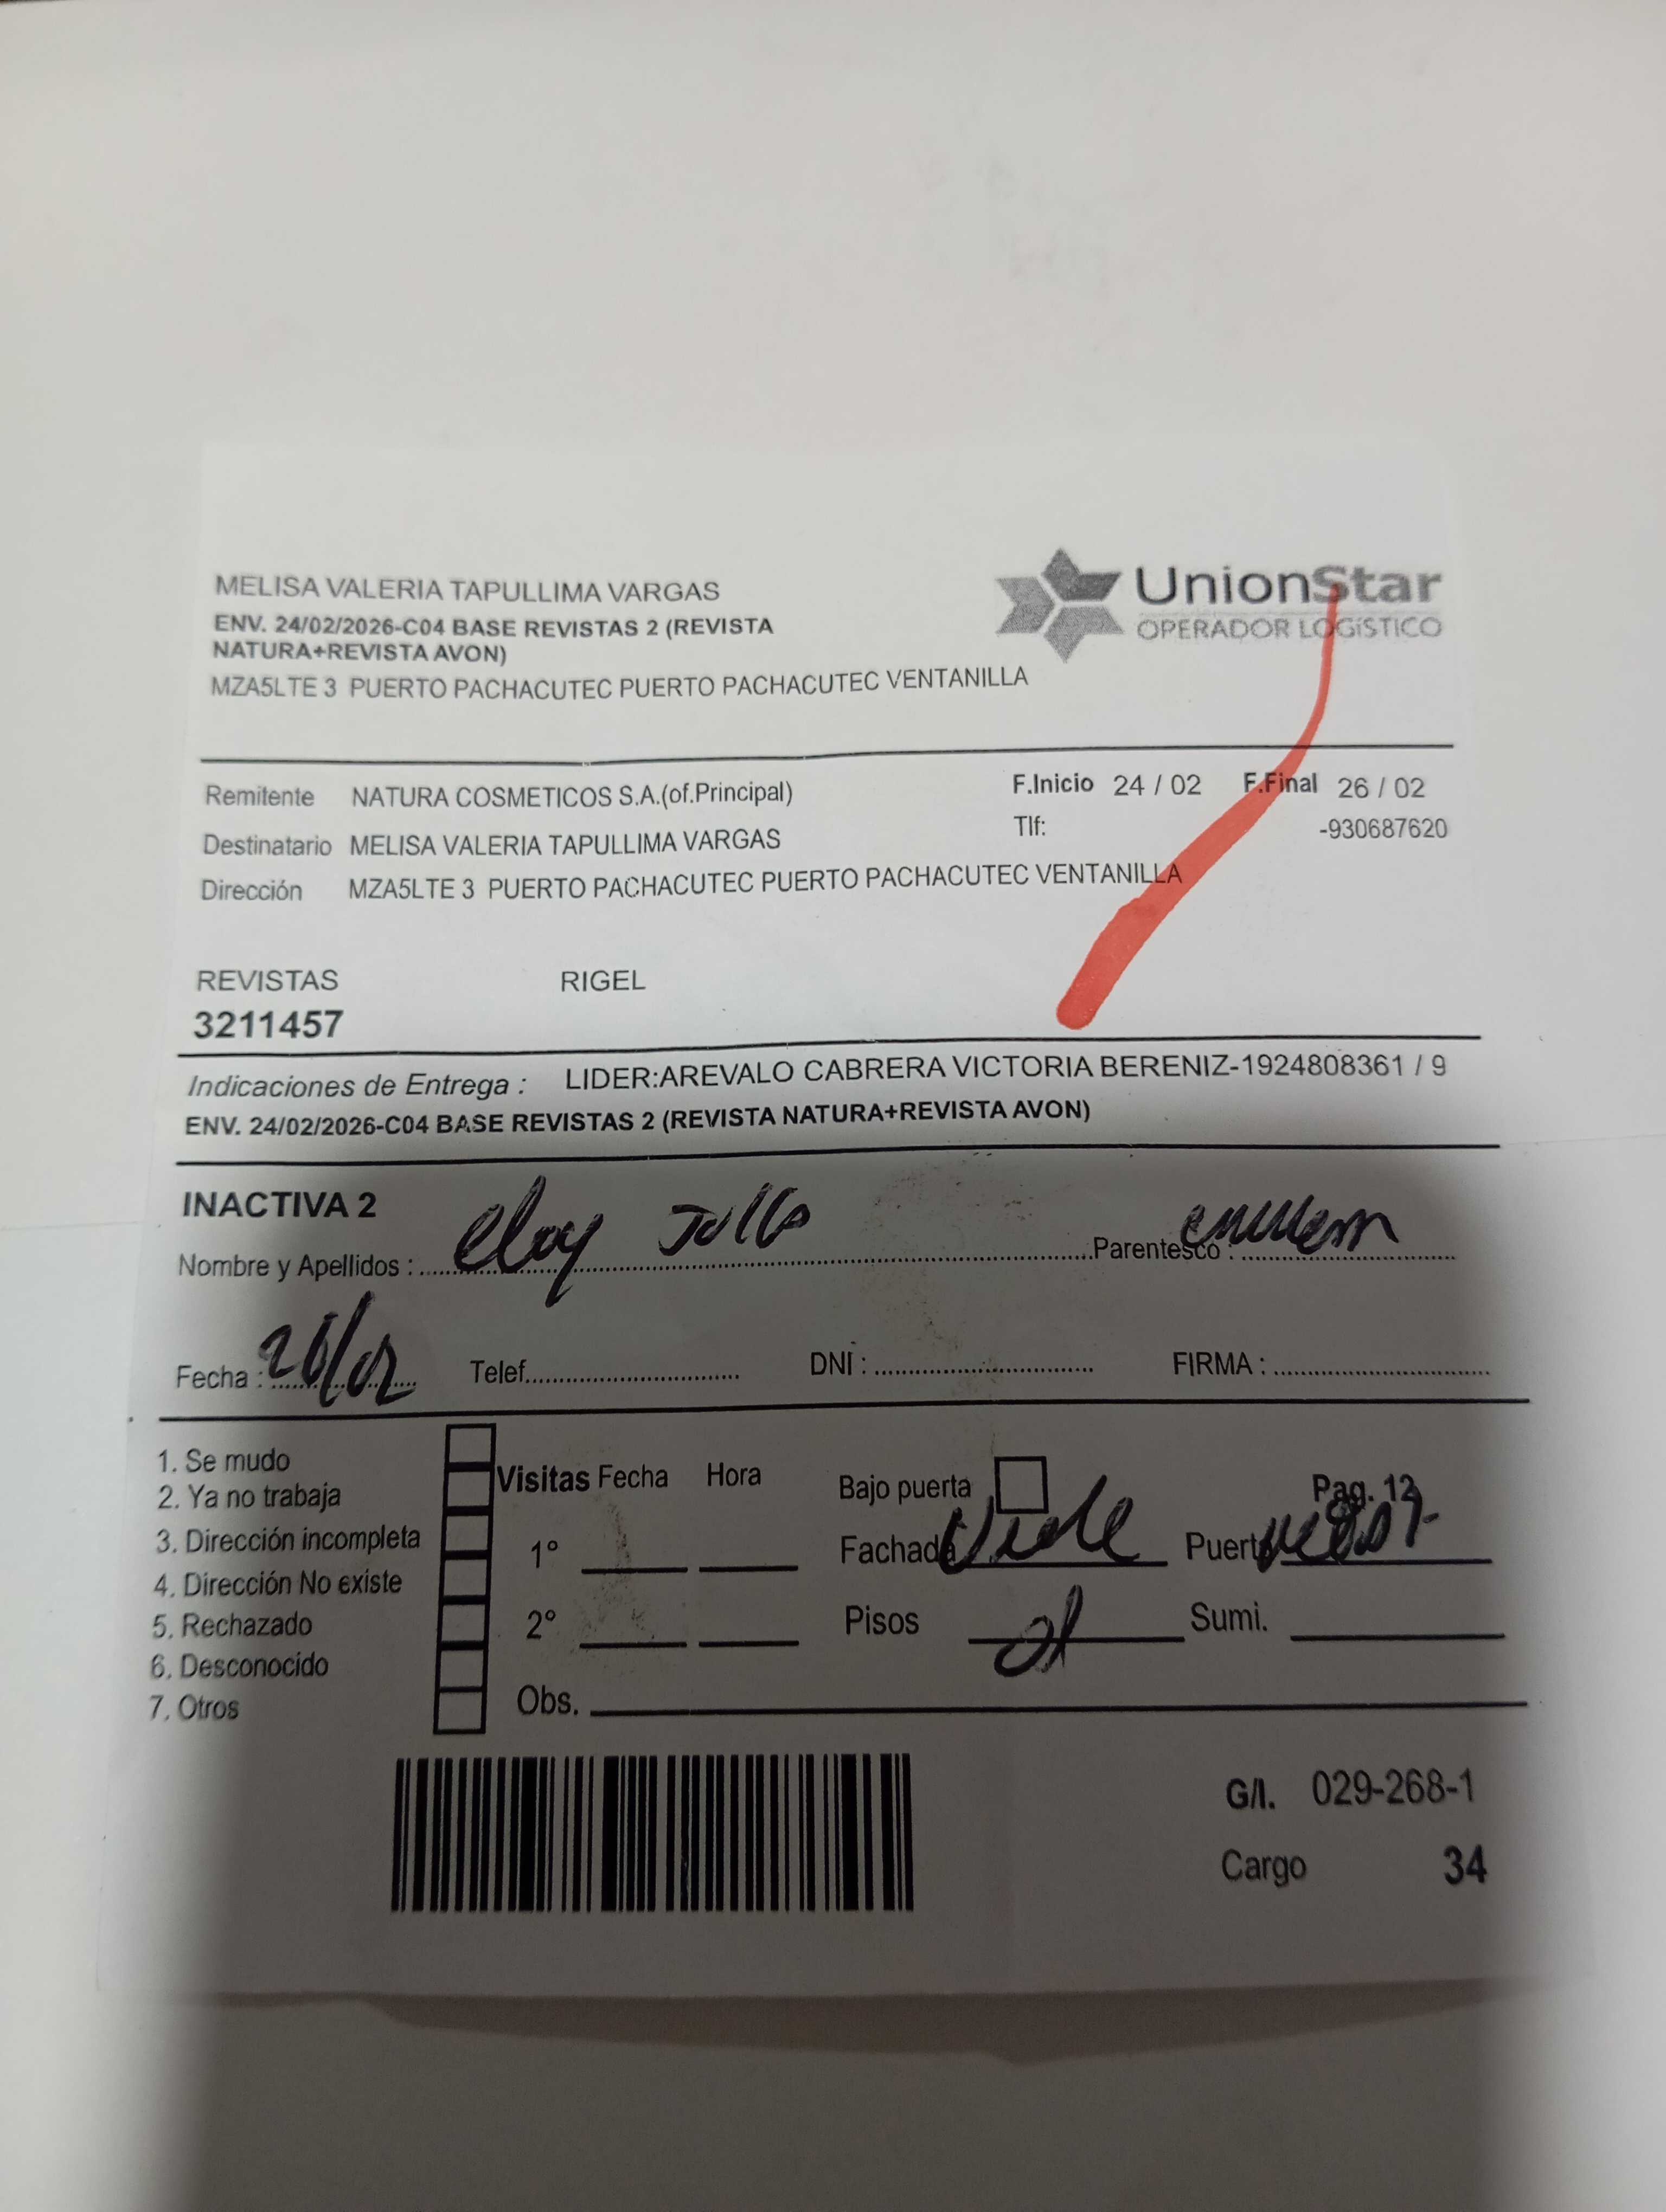 MELISA VALERIA TAPULLIMA VARGAS
ENV. 24/02/2026-C04 BASE REVISTAS 2 (REVISTA
NATURA+REVISTA AVON)
MZA5LTE 3 PUERTO PACHACUTEC PUERTO PACHACUTEC VENTANILLA
UnionStar
OPERADOR LOGíSTICO
Remitente NATURA COSMETICOS S.A.(of.Principal) F.Inicio 24 / 02 F.Final 26 / 02
Destinatario MELISA VALERIA TAPULLIMA VARGAS Tlf: -930687620
Dirección MZA5LTE 3 PUERTO PACHACUTEC PUERTO PACHACUTEC VENTANILLA
REVISTAS RIGEL
3211457
Indicaciones de Entrega : LIDER:AREVALO CABRERA VICTORIA BERENIZ-1924808361 / 9
ENV. 24/02/2026-C04 BASE REVISTAS 2 (REVISTA NATURA+REVISTA AVON)
INACTIVA 2
Nombre y Apellidos : eloy Parentesco :
Fecha : 26/02 Telef. DNI : FIRMA :
1. Se mudo
2. Ya no trabaja
3. Dirección incompleta
4. Dirección No existe
5. Rechazado
6. Desconocido
7. Otros
Visitas Fecha Hora
1°
2°
Obs.
Bajo puerta Pag. 12
Fachada
Pisos Sumi.
G/I. 029-268-1
Cargo 34